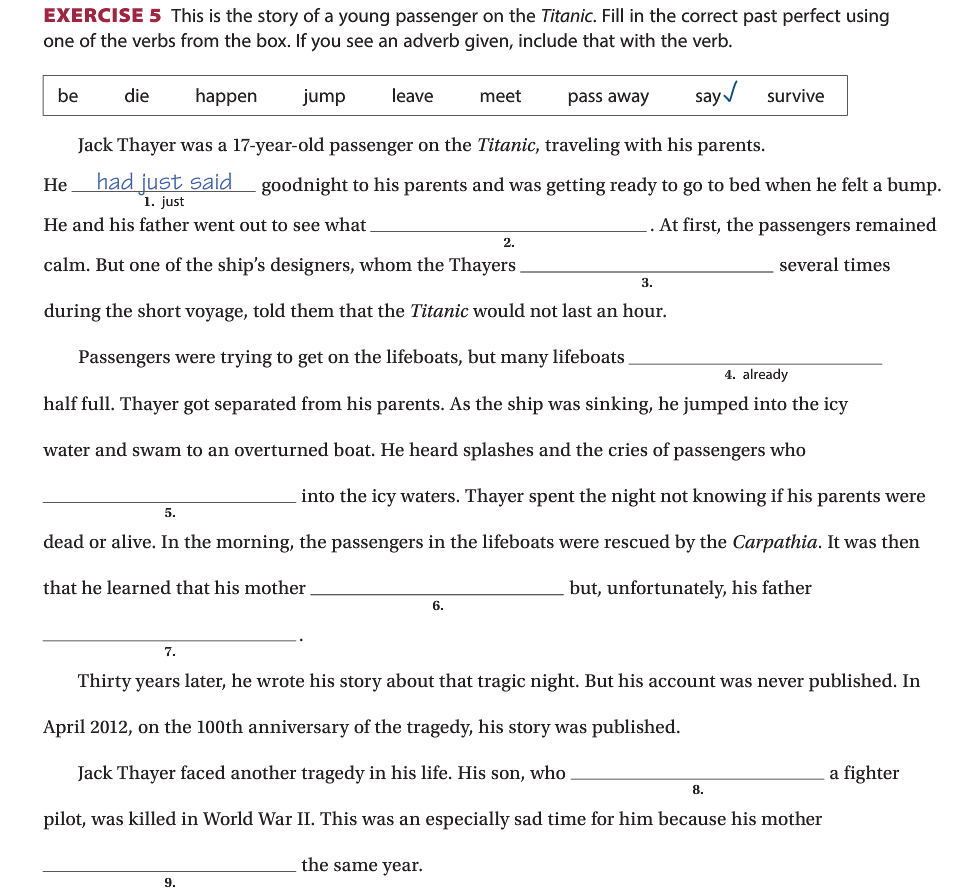 EXERCISE 5 This is the story of a young passenger on the Titanic. Fill in the correct past perfect using
one of the verbs from the box. If you see an adverb given, include that with the verb.
be die happen jump leave meet pass away say✓ survive
Jack Thayer was a 17-year-old passenger on the Titanic, traveling with his parents.
He had just said goodnight to his parents and was getting ready to go to bed when he felt a bump.
1. just
He and his father went out to see what ______ . At first, the passengers remained
2.
calm. But one of the ship's designers, whom the Thayers ______ several times
3.
during the short voyage, told them that the Titanic would not last an hour.
Passengers were trying to get on the lifeboats, but many lifeboats ______
4. already
half full. Thayer got separated from his parents. As the ship was sinking, he jumped into the icy
water and swam to an overturned boat. He heard splashes and the cries of passengers who
______ into the icy waters. Thayer spent the night not knowing if his parents were
5.
dead or alive. In the morning, the passengers in the lifeboats were rescued by the Carpathia. It was then
that he learned that his mother ______ but, unfortunately, his father
6.
______ .
7.
Thirty years later, he wrote his story about that tragic night. But his account was never published. In
April 2012, on the 100th anniversary of the tragedy, his story was published.
Jack Thayer faced another tragedy in his life. His son, who ______ a fighter
8.
pilot, was killed in World War II. This was an especially sad time for him because his mother
______ the same year.
9.